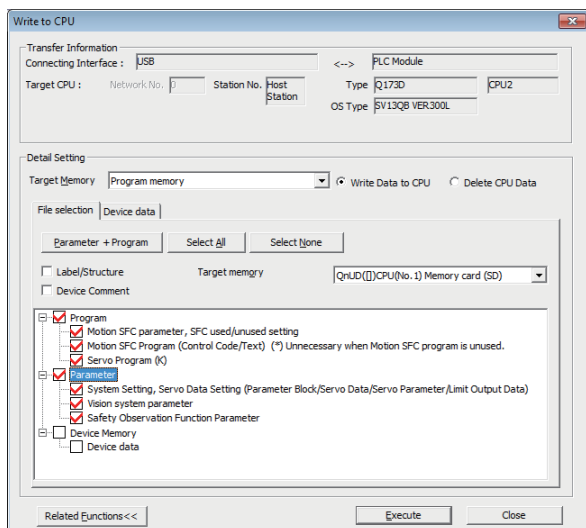 Write to CPU
Transfer Information
Connecting Interface : USB <--> PLC Module
Target CPU : Network No. 0 Station No. Host Station Type Q173D CPU2
OS Type SV13QB VER300L
Detail Setting
Target Memory Program memory Write Data to CPU Delete CPU Data
File selection Device data
Parameter + Program Select All Select None
Label/Structure Target memory QnUD([])CPU(No.1) Memory card (SD)
Device Comment
Program
Motion SFC parameter, SFC used/unused setting
Motion SFC Program (Control Code/Text) (*) Unnecessary when Motion SFC program is unused.
Servo Program (K)
Parameter
System Setting, Servo Data Setting (Parameter Block/Servo Data/Servo Parameter/Limit Output Data)
Vision system parameter
Safety Observation Function Parameter
Device Memory
Device data
Related Functions<< Execute Close